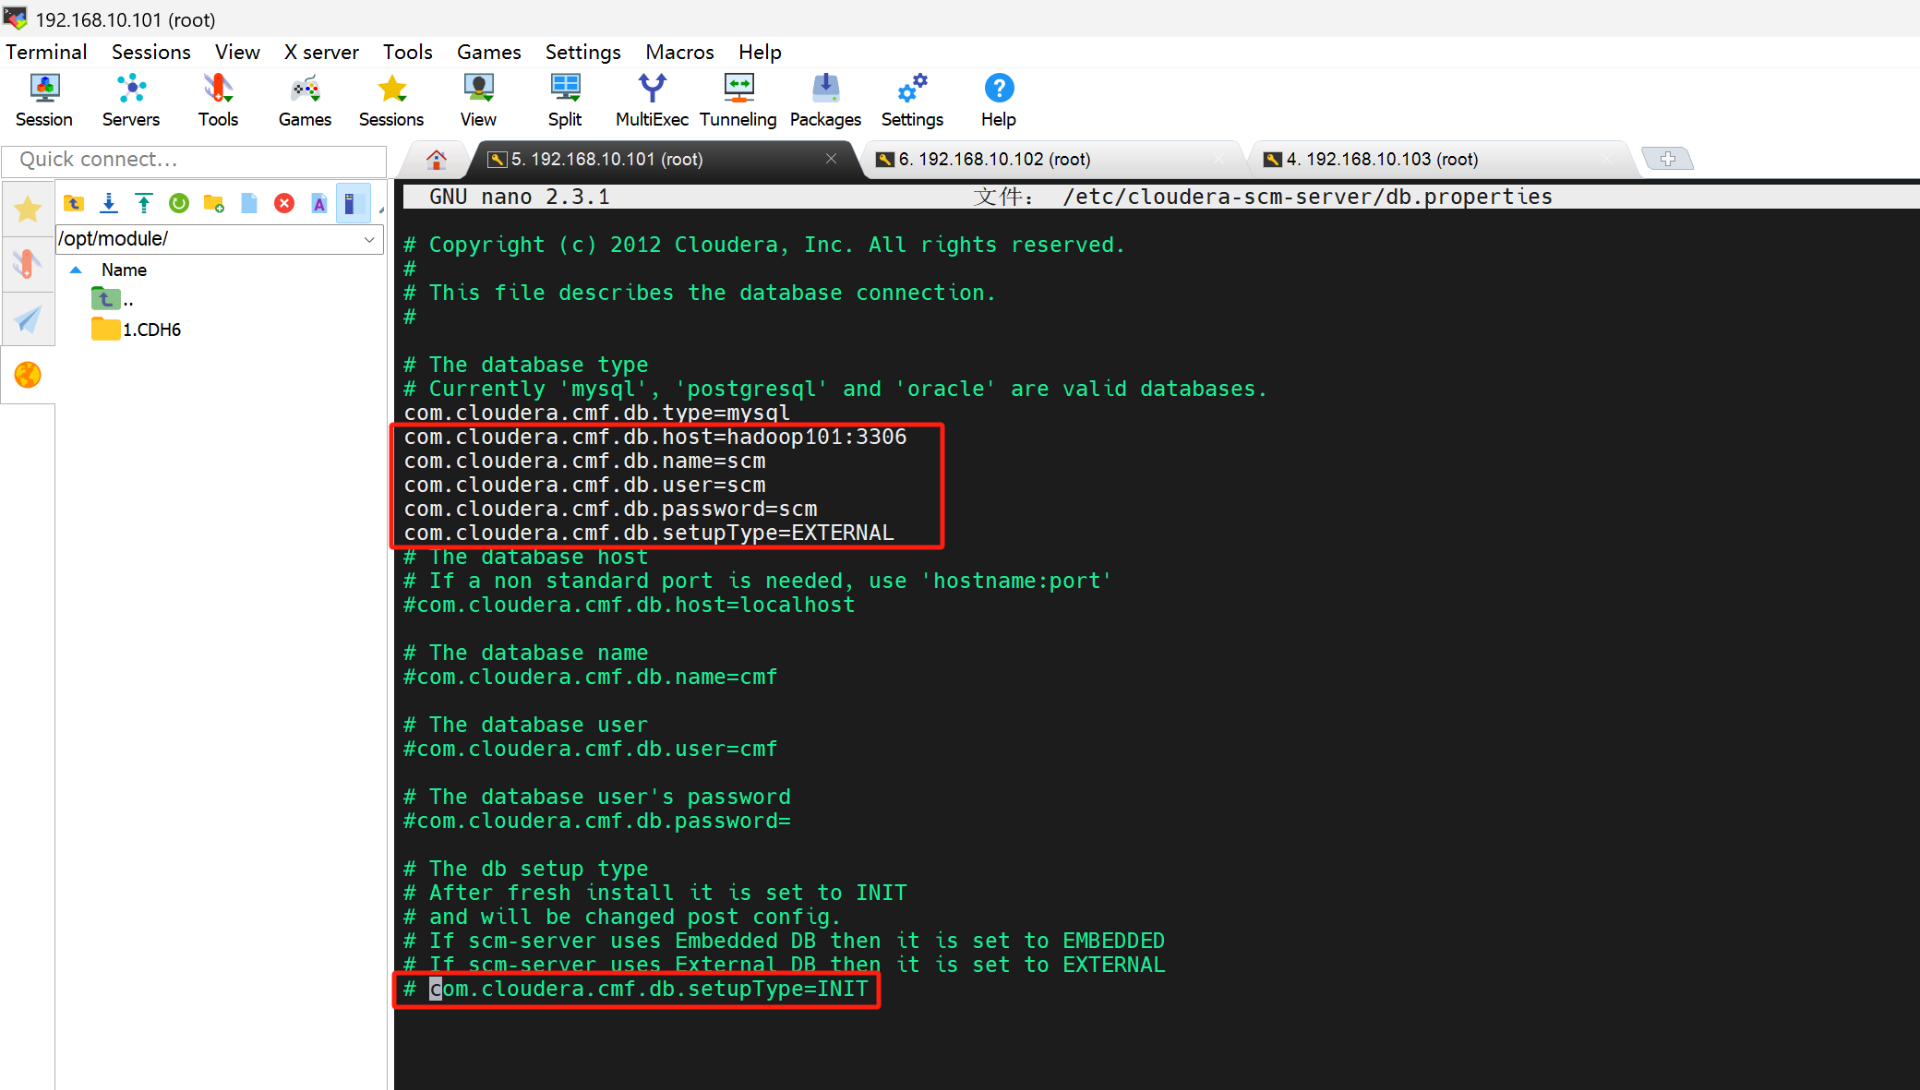 192.168.10.101 (root)
Terminal Sessions View X server Tools Games Settings Macros Help
Session Servers Tools Games Sessions View Split MultiExec Tunneling Packages Settings Help
Quick connect...
5. 192.168.10.101 (root)
6. 192.168.10.102 (root)
4. 192.168.10.103 (root)
/opt/module/
Name
..
1.CDH6
GNU nano 2.3.1 文件: /etc/cloudera-scm-server/db.properties
# Copyright (c) 2012 Cloudera, Inc. All rights reserved.
#
# This file describes the database connection.
#
# The database type
# Currently 'mysql', 'postgresql' and 'oracle' are valid databases.
com.cloudera.cmf.db.type=mysql
com.cloudera.cmf.db.host=hadoop101:3306
com.cloudera.cmf.db.name=scm
com.cloudera.cmf.db.user=scm
com.cloudera.cmf.db.password=scm
com.cloudera.cmf.db.setupType=EXTERNAL
# The database host
# If a non standard port is needed, use 'hostname:port'
#com.cloudera.cmf.db.host=localhost
# The database name
#com.cloudera.cmf.db.name=cmf
# The database user
#com.cloudera.cmf.db.user=cmf
# The database user's password
#com.cloudera.cmf.db.password=
# The db setup type
# After fresh install it is set to INIT
# and will be changed post config.
# If scm-server uses Embedded DB then it is set to EMBEDDED
# If scm-server uses External DB then it is set to EXTERNAL
# com.cloudera.cmf.db.setupType=INIT